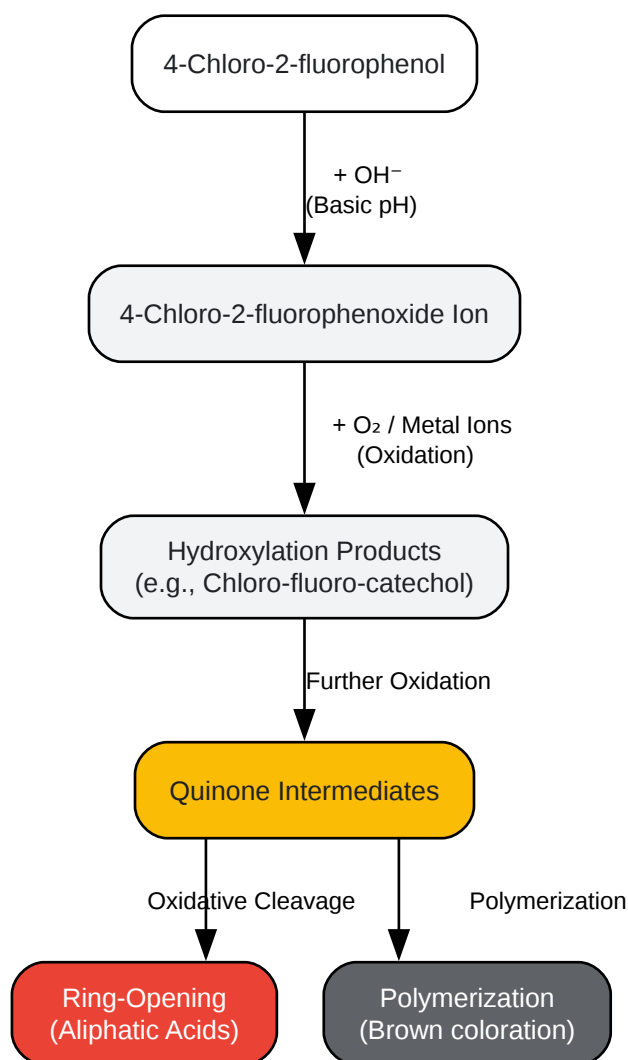 4-Chloro-2-fluorophenol
+ OH⁻
(Basic pH)
4-Chloro-2-fluorophenoxide Ion
+ O₂ / Metal Ions
(Oxidation)
Hydroxylation Products
(e.g., Chloro-fluoro-catechol)
Further Oxidation
Quinone Intermediates
Oxidative Cleavage
Polymerization
Ring-Opening
(Aliphatic Acids)
Polymerization
(Brown coloration)